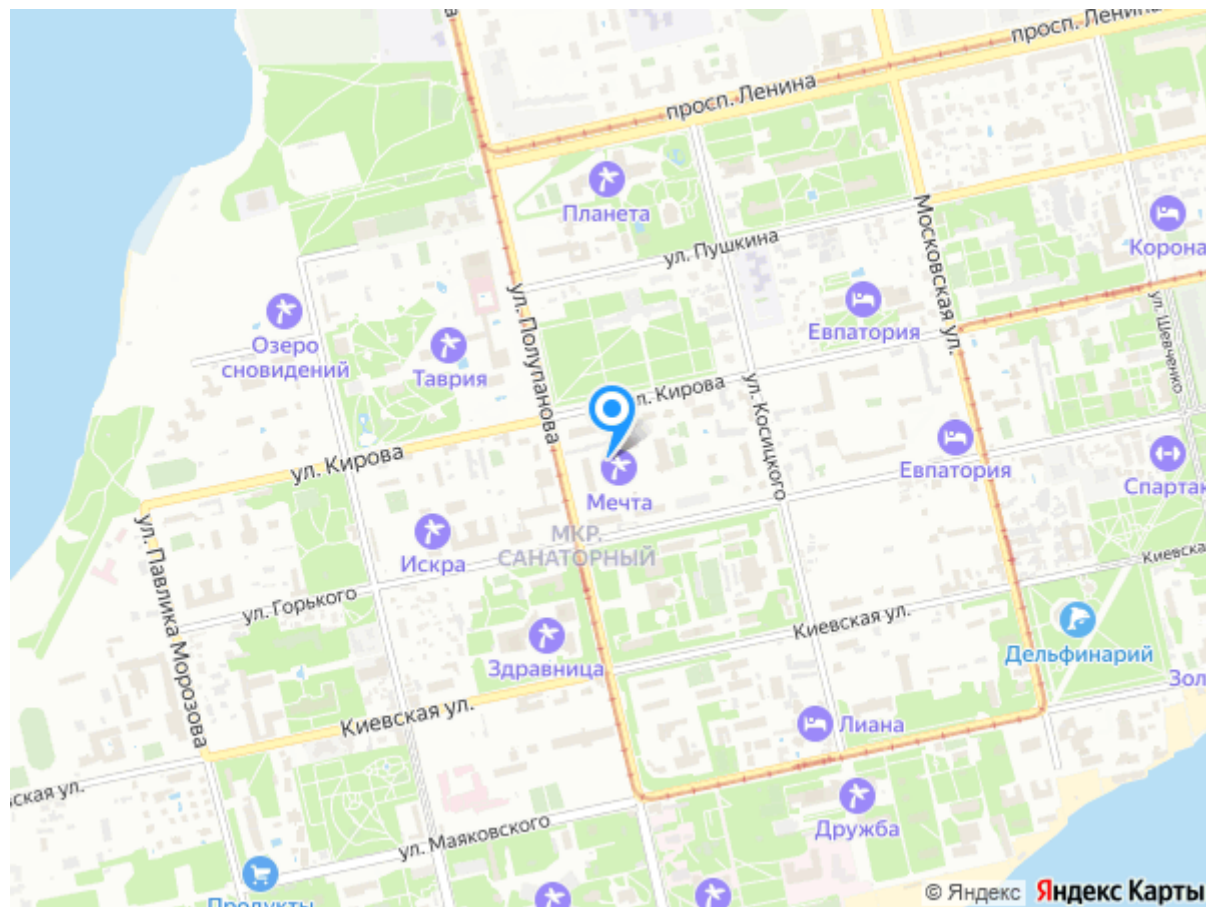 просп. Ленина
просп. Ленина
Планета
ул. Пушкина
Московская ул.
Корона
Озеро
сновидений
Таврия
ул. Полупанова
Евпатория
ул. Шевченко
ул. Кирова
л. Кирова
ул. Косицкого
Евпатория
Спартак
Мечта
Искра
МКР.
САНАТОРНЫЙ
ул. Павлика Морозова
ул. Горького
Киевская
Киевская ул.
Здравница
Дельфинарий
Зол
Киевская ул.
Лиана
ская ул.
ул. Маяковского
Дружба
Продукты
© Яндекс Яндекс Карты